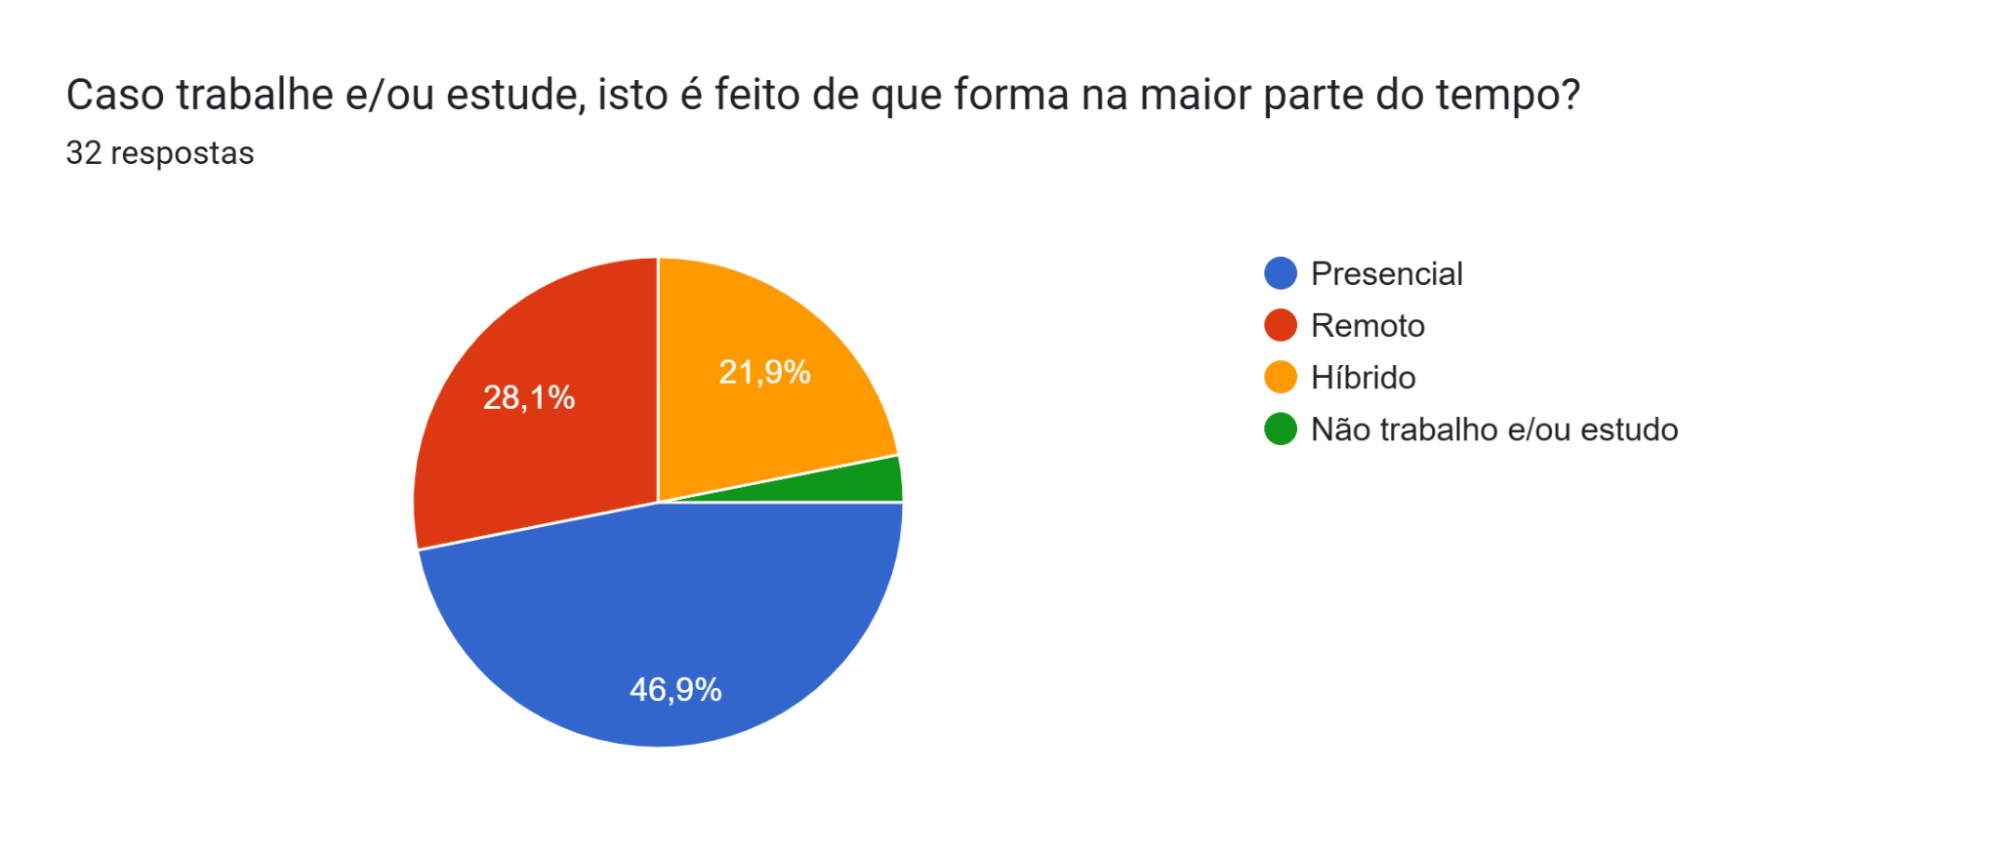 Caso trabalhe e/ou estude, isto é feito de que forma na maior parte do tempo?
32 respostas
Presencial
Remoto
Híbrido
Não trabalho e/ou estudo
21,9%
28,1%
46,9%